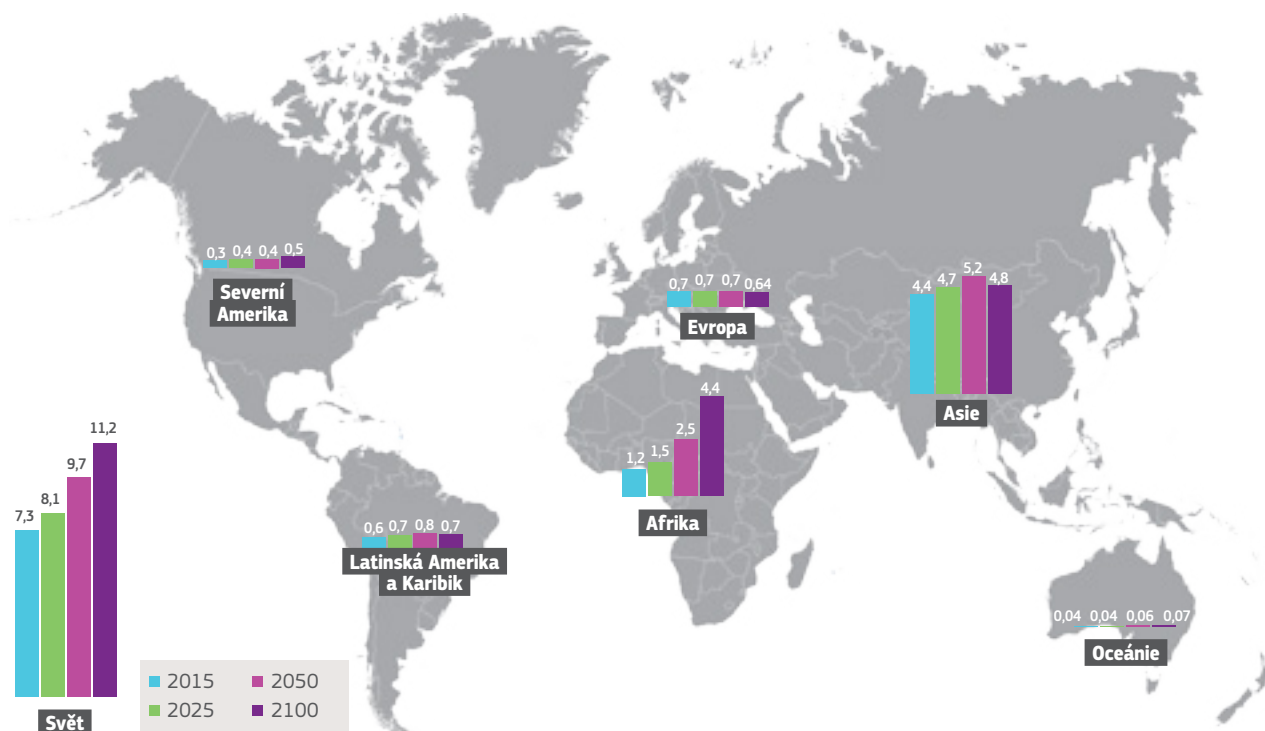 0,3 0,4 0,4 0,5
Severní
Amerika
0,7 0,7 0,7 0,64
Evropa
4,4 4,7 5,2 4,8
Asie
1,2 1,5 2,5 4,4
Afrika
7,3 8,1 9,7 11,2
Svět
0,6 0,7 0,8 0,7
Latinská Amerika
a Karibik
0,04 0,04 0,06 0,07
Oceánie
2015 2050
2025 2100